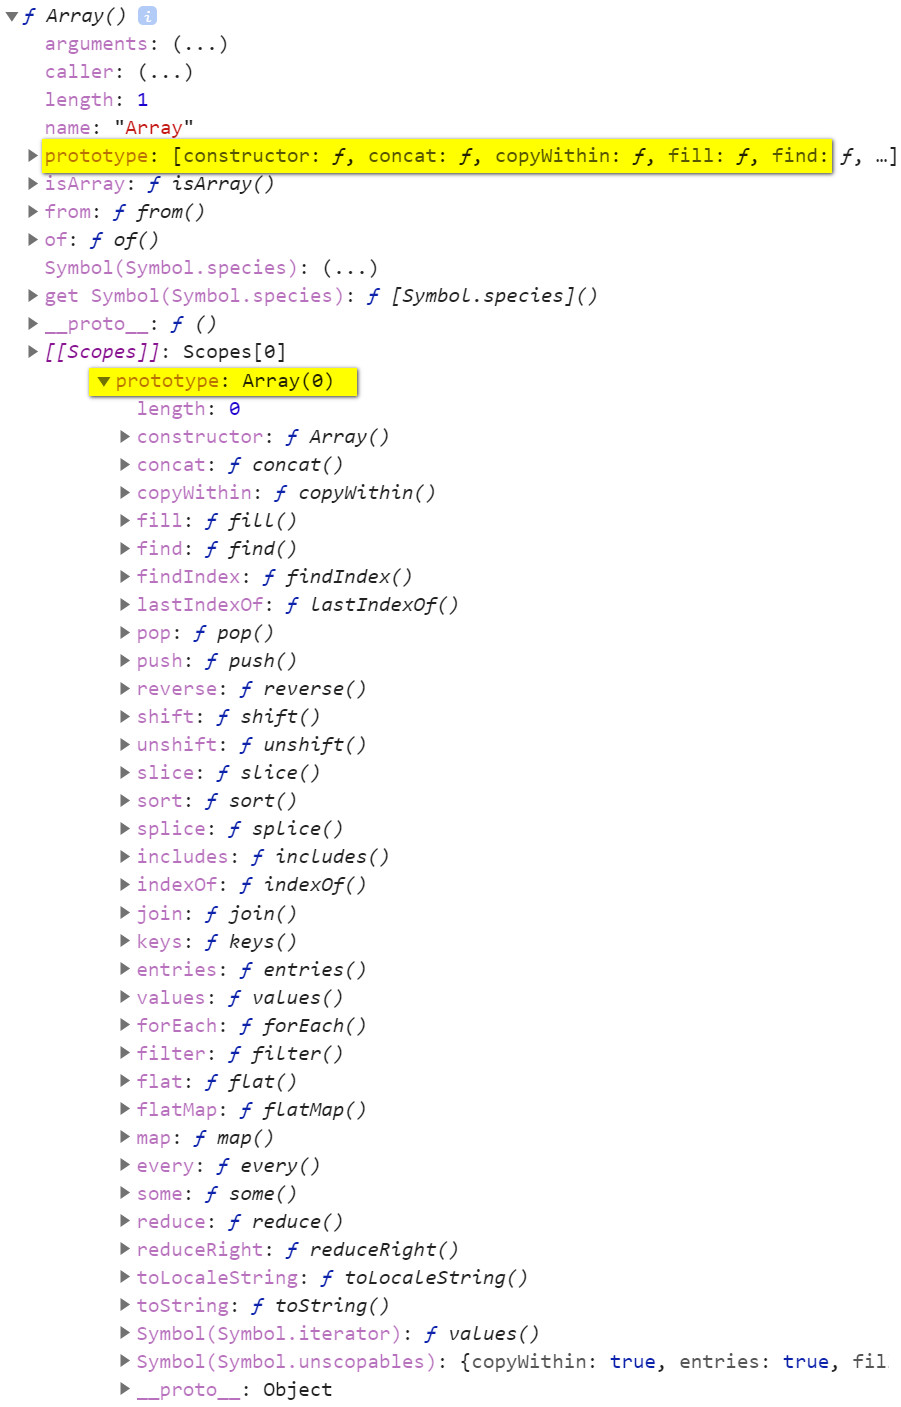 ƒ Array() i
arguments: (...)
caller: (...)
length: 1
name: "Array"
prototype: [constructor: ƒ, concat: ƒ, copyWithin: ƒ, fill: ƒ, find: ƒ, …]
isArray: ƒ isArray()
from: ƒ from()
of: ƒ of()
Symbol(Symbol.species): (...)
get Symbol(Symbol.species): ƒ [Symbol.species]()
__proto__: ƒ ()
[[Scopes]]: Scopes[0]
prototype: Array(0)
length: 0
constructor: ƒ Array()
concat: ƒ concat()
copyWithin: ƒ copyWithin()
fill: ƒ fill()
find: ƒ find()
findIndex: ƒ findIndex()
lastIndexOf: ƒ lastIndexOf()
pop: ƒ pop()
push: ƒ push()
reverse: ƒ reverse()
shift: ƒ shift()
unshift: ƒ unshift()
slice: ƒ slice()
sort: ƒ sort()
splice: ƒ splice()
includes: ƒ includes()
indexOf: ƒ indexOf()
join: ƒ join()
keys: ƒ keys()
entries: ƒ entries()
values: ƒ values()
forEach: ƒ forEach()
filter: ƒ filter()
flat: ƒ flat()
flatMap: ƒ flatMap()
map: ƒ map()
every: ƒ every()
some: ƒ some()
reduce: ƒ reduce()
reduceRight: ƒ reduceRight()
toLocaleString: ƒ toLocaleString()
toString: ƒ toString()
Symbol(Symbol.iterator): ƒ values()
Symbol(Symbol.unscopables): {copyWithin: true, entries: true, fil
__proto__: Object